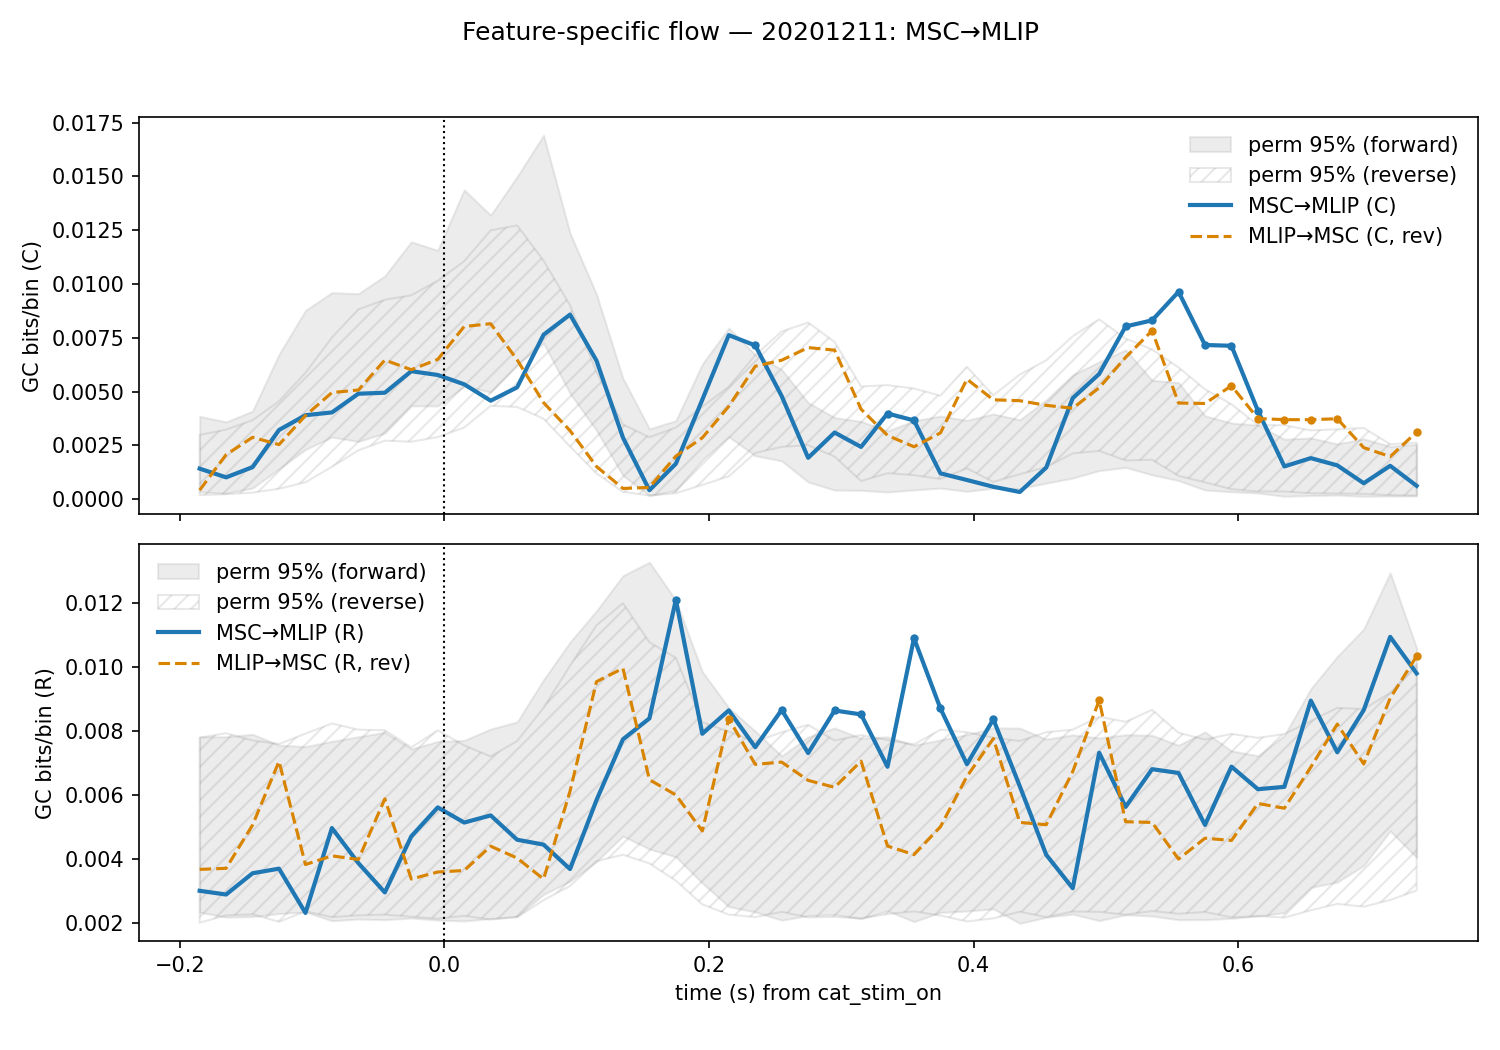 Feature-specific flow — 20201211: MSC→MLIP
GC bits/bin (C)
0.0175
0.0150
0.0125
0.0100
0.0075
0.0050
0.0025
0.0000
perm 95% (forward)
perm 95% (reverse)
MSC→MLIP (C)
MLIP→MSC (C, rev)
GC bits/bin (R)
0.012
0.010
0.008
0.006
0.004
0.002
perm 95% (forward)
perm 95% (reverse)
MSC→MLIP (R)
MLIP→MSC (R, rev)
−0.2 0.0 0.2 0.4 0.6
time (s) from cat_stim_on